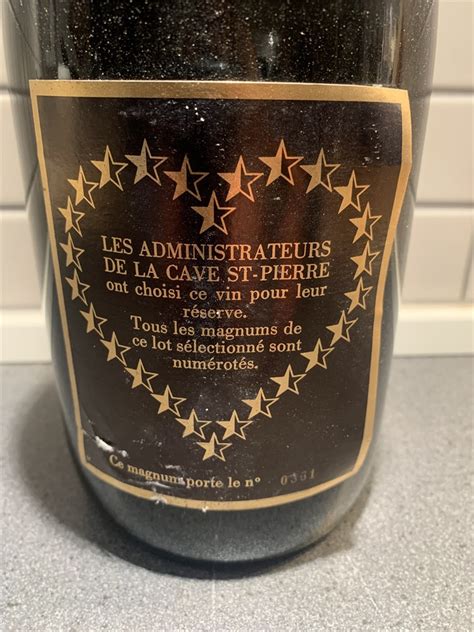 LES ADMINISTRATEURS
DE LA CAVE ST-PIERRE
ont choisi ce vin pour leur
réserve.
Tous les magnums de
ce lot sélectionné sont
numérotés.
Ce magnum porte le n° 0361